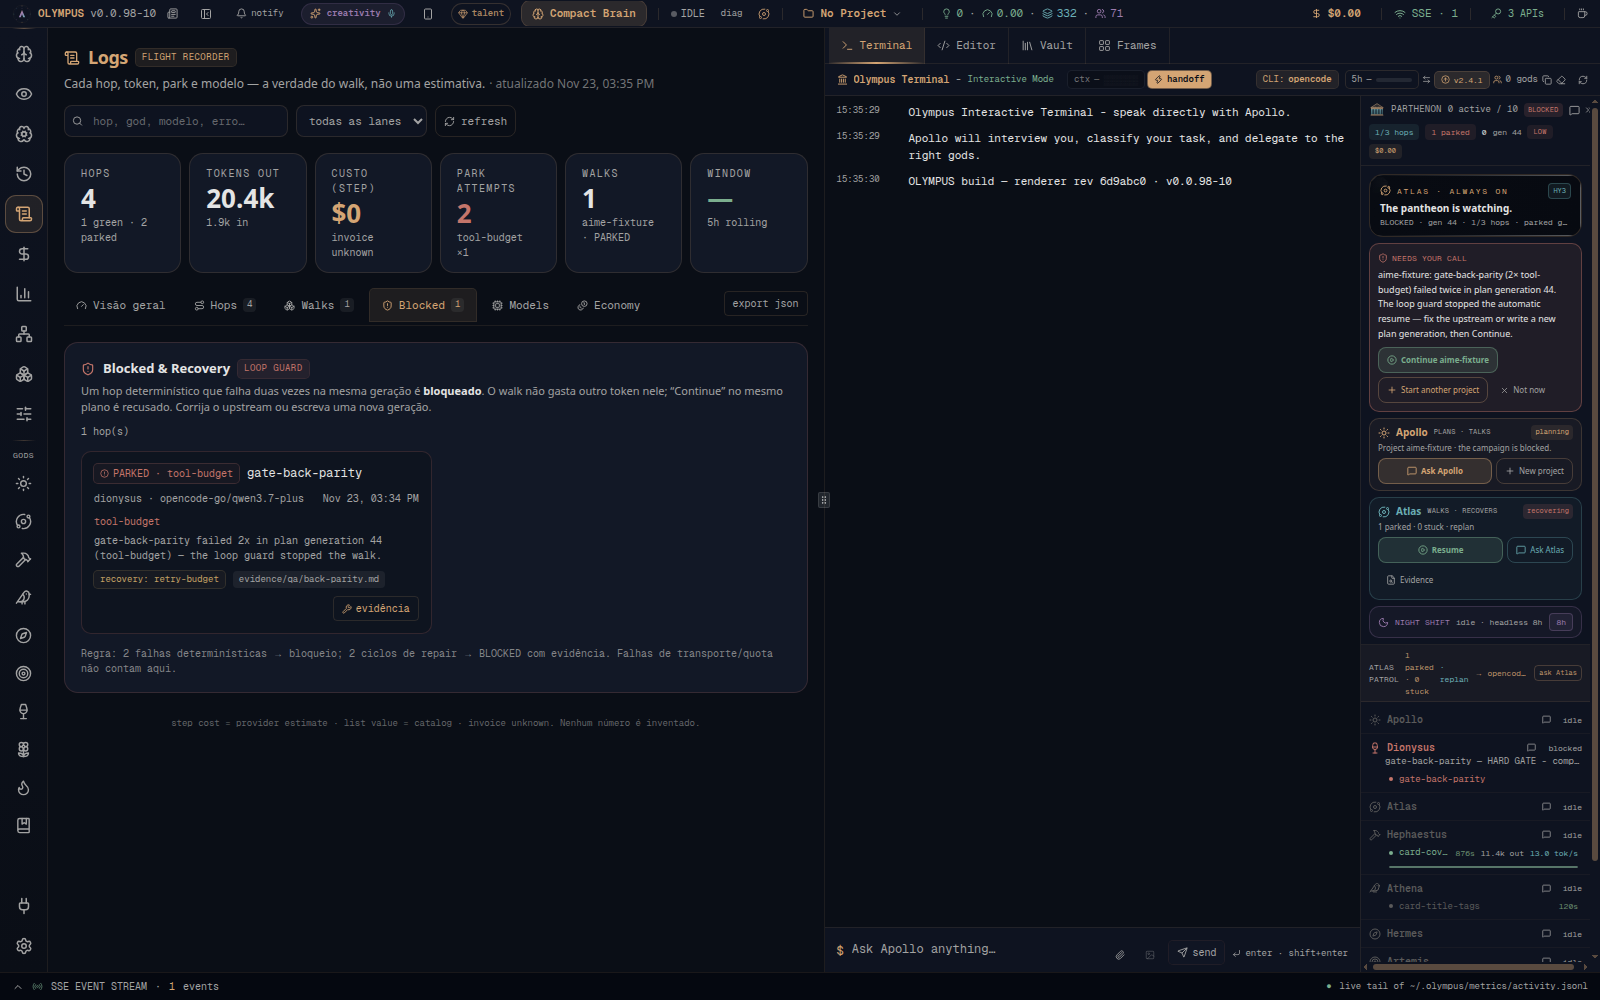 OLYMPUS v0.0.98-10
notify
creativity
talent
Compact Brain
IDLE
diag
No Project
0 · 0.00 · 332 · 71
$0.00
SSE · 1
3 APIs
Logs FLIGHT RECORDER
Cada hop, token, park e modelo — a verdade do walk, não uma estimativa. · atualizado Nov 23, 03:35 PM
hop, god, modelo, erro…
todas as lanes
refresh
HOPS
4
1 green · 2
parked
TOKENS OUT
20.4k
1.9k in
CUSTO
(STEP)
$0
invoice
unknown
PARK
ATTEMPTS
2
tool-budget
×1
WALKS
1
aime-fixture
· PARKED
WINDOW
—
5h rolling
Visão geral
Hops 4
Walks 1
Blocked 1
Models
Economy
export json
Blocked & Recovery LOOP GUARD
Um hop determinístico que falha duas vezes na mesma geração é bloqueado. O walk não gasta outro token nele; “Continue” no mesmo
plano é recusado. Corrija o upstream ou escreva uma nova geração.
1 hop(s)
PARKED · tool-budget gate-back-parity
dionysus · opencode-go/qwen3.7-plus Nov 23, 03:34 PM
tool-budget
gate-back-parity failed 2x in plan generation 44
(tool-budget) — the loop guard stopped the walk.
recovery: retry-budget evidence/qa/back-parity.md
evidência
Regra: 2 falhas determinísticas → bloqueio; 2 ciclos de repair → BLOCKED com evidência. Falhas de transporte/quota
não contam aqui.
step cost = provider estimate · list value = catalog · invoice unknown. Nenhum número é inventado.
GODS
Terminal
Editor
Vault
Frames
Olympus Terminal – Interactive Mode
ctx —
handoff
CLI: opencode
5h —
v2.4.1
0 gods
15:35:29 Olympus Interactive Terminal - speak directly with Apollo.
15:35:29 Apollo will interview you, classify your task, and delegate to the
right gods.
15:35:30 OLYMPUS build — renderer rev 6d9abc0 · v0.0.98-10
$ Ask Apollo anything…
send
enter · shift+enter
PARTHENON 0 active / 10 BLOCKED
1/3 hops 1 parked 0 gen 44 LOW
$0.00
ATLAS · ALWAYS ON HY3
The pantheon is watching.
BLOCKED · gen 44 · 1/3 hops · parked g…
NEEDS YOUR CALL
aime-fixture: gate-back-parity (2× tool-
budget) failed twice in plan generation 44.
The loop guard stopped the automatic
resume — fix the upstream or write a new
plan generation, then Continue.
Continue aime-fixture
Start another project
Not now
Apollo PLANS · TALKS planning
Project aime-fixture · the campaign is blocked.
Ask Apollo
New project
Atlas WALKS · RECOVERS recovering
1 parked · 0 stuck · replan
Resume
Ask Atlas
Evidence
NIGHT SHIFT idle · headless 8h 8h
ATLAS
PATROL
1
parked
· 0
stuck
·
replan
→ opencod…
ask Atlas
Apollo idle
Dionysus blocked
gate-back-parity — HARD GATE - comp…
gate-back-parity
Atlas idle
Hephaestus idle
card-cov… 876s 11.4k out 13.0 tok/s
Athena idle
card-title-tags 120s
Hermes idle
Artemis idle
SSE EVENT STREAM · 1 events
live tail of ~/.olympus/metrics/activity.jsonl